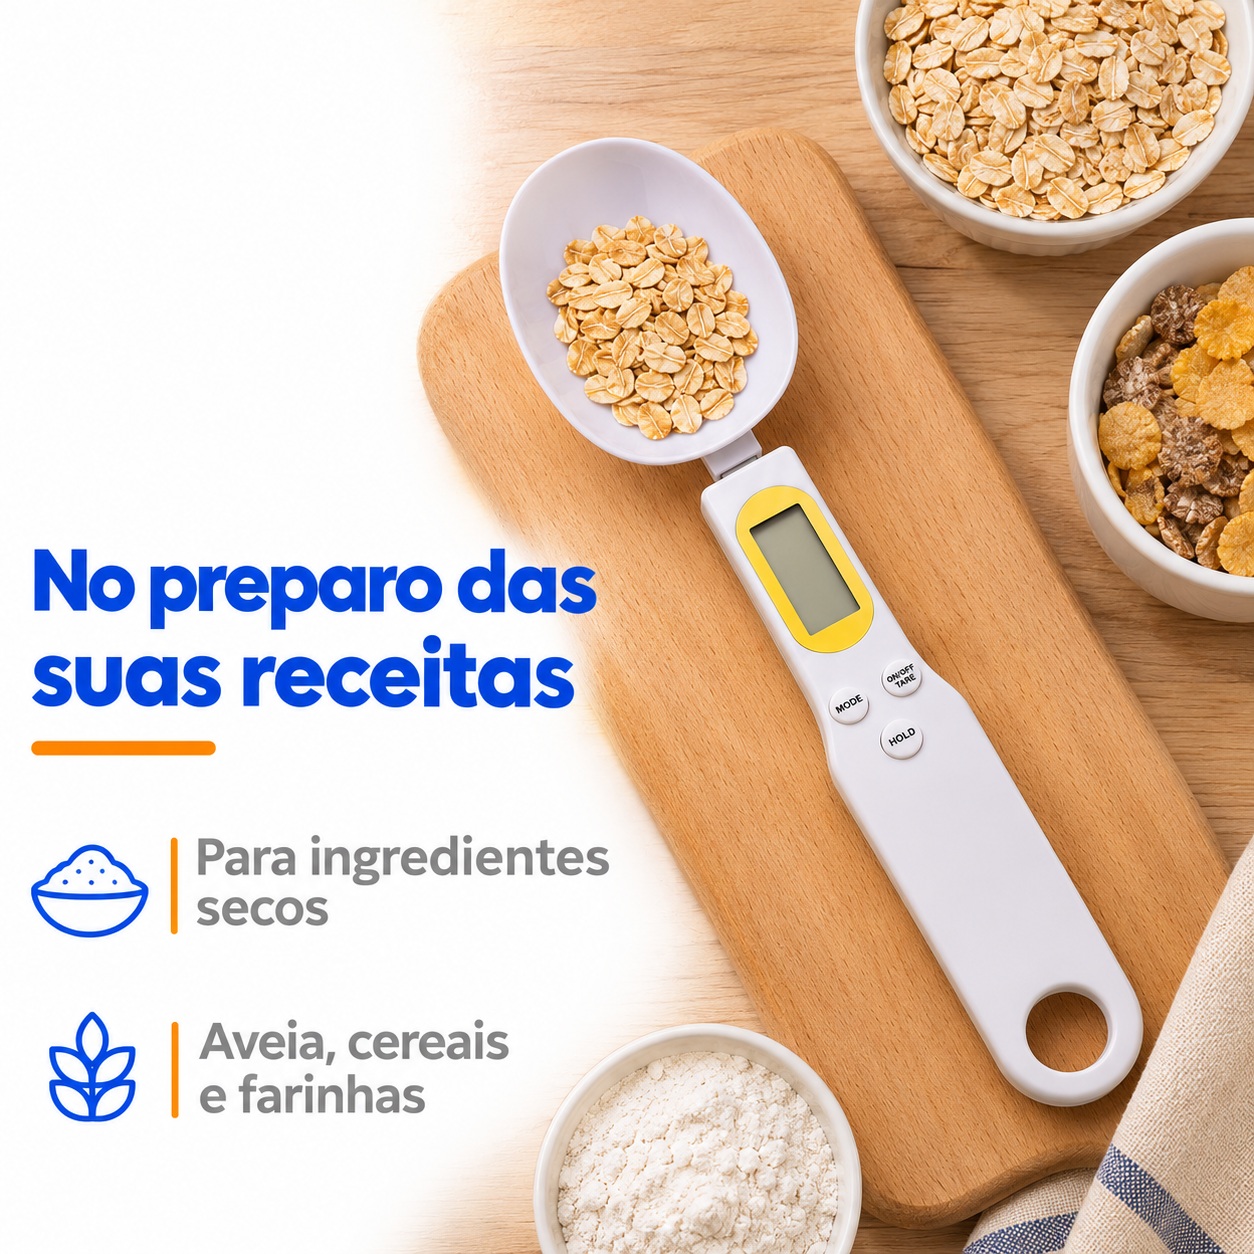 No preparo das
suas receitas
Para ingredientes
secos
Aveia, cereais
e farinhas
ON/OFF
TARE
MODE
HOLD